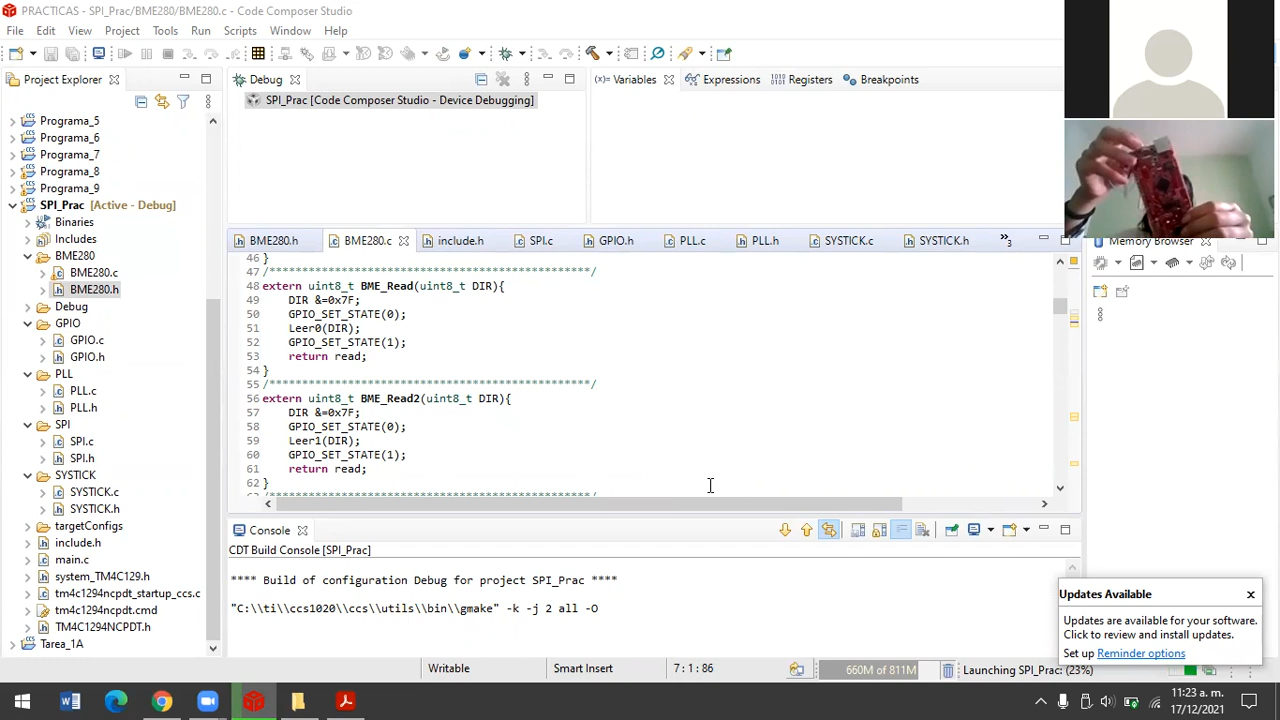 PRACTICAS - SPI_Prac/BME280/BME280.c - Code Composer Studio
File Edit View Project Tools Run Scripts Window Help
Project Explorer
Programa_5
Programa_6
Programa_7
Programa_8
Programa_9
SPI_Prac [Active - Debug]
Binaries
Includes
BME280
BME280.c
BME280.h
Debug
GPIO
GPIO.c
GPIO.h
PLL
PLL.c
PLL.h
SPI
SPI.c
SPI.h
SYSTICK
SYSTICK.c
SYSTICK.h
targetConfigs
include.h
main.c
system_TM4C129.h
tm4c1294ncpdt_startup_ccs.c
tm4c1294ncpdt.cmd
TM4C1294NCPDT.h
Tarea_1A
Debug
SPI_Prac [Code Composer Studio - Device Debugging]
(x)= Variables Expressions Registers Breakpoints
BME280.h BME280.c include.h SPI.c GPIO.h PLL.c PLL.h SYSTICK.c SYSTICK.h »3
46 }
47 /**************************************************/
48 extern uint8_t BME_Read(uint8_t DIR){
49 DIR &=0x7F;
50 GPIO_SET_STATE(0);
51 Leer0(DIR);
52 GPIO_SET_STATE(1);
53 return read;
54 }
55 /**************************************************/
56 extern uint8_t BME_Read2(uint8_t DIR){
57 DIR &=0x7F;
58 GPIO_SET_STATE(0);
59 Leer1(DIR);
60 GPIO_SET_STATE(1);
61 return read;
62 }
Memory Browser
Console
CDT Build Console [SPI_Prac]
**** Build of configuration Debug for project SPI_Prac ****
"C:\\ti\\ccs1020\\ccs\\utils\\bin\\gmake" -k -j 2 all -O
Updates Available
Updates are available for your software.
Click to review and install updates.
Set up Reminder options
Writable Smart Insert 7 : 1 : 86 660M of 811M Launching SPI_Prac: (23%)
11:23 a. m.
17/12/2021